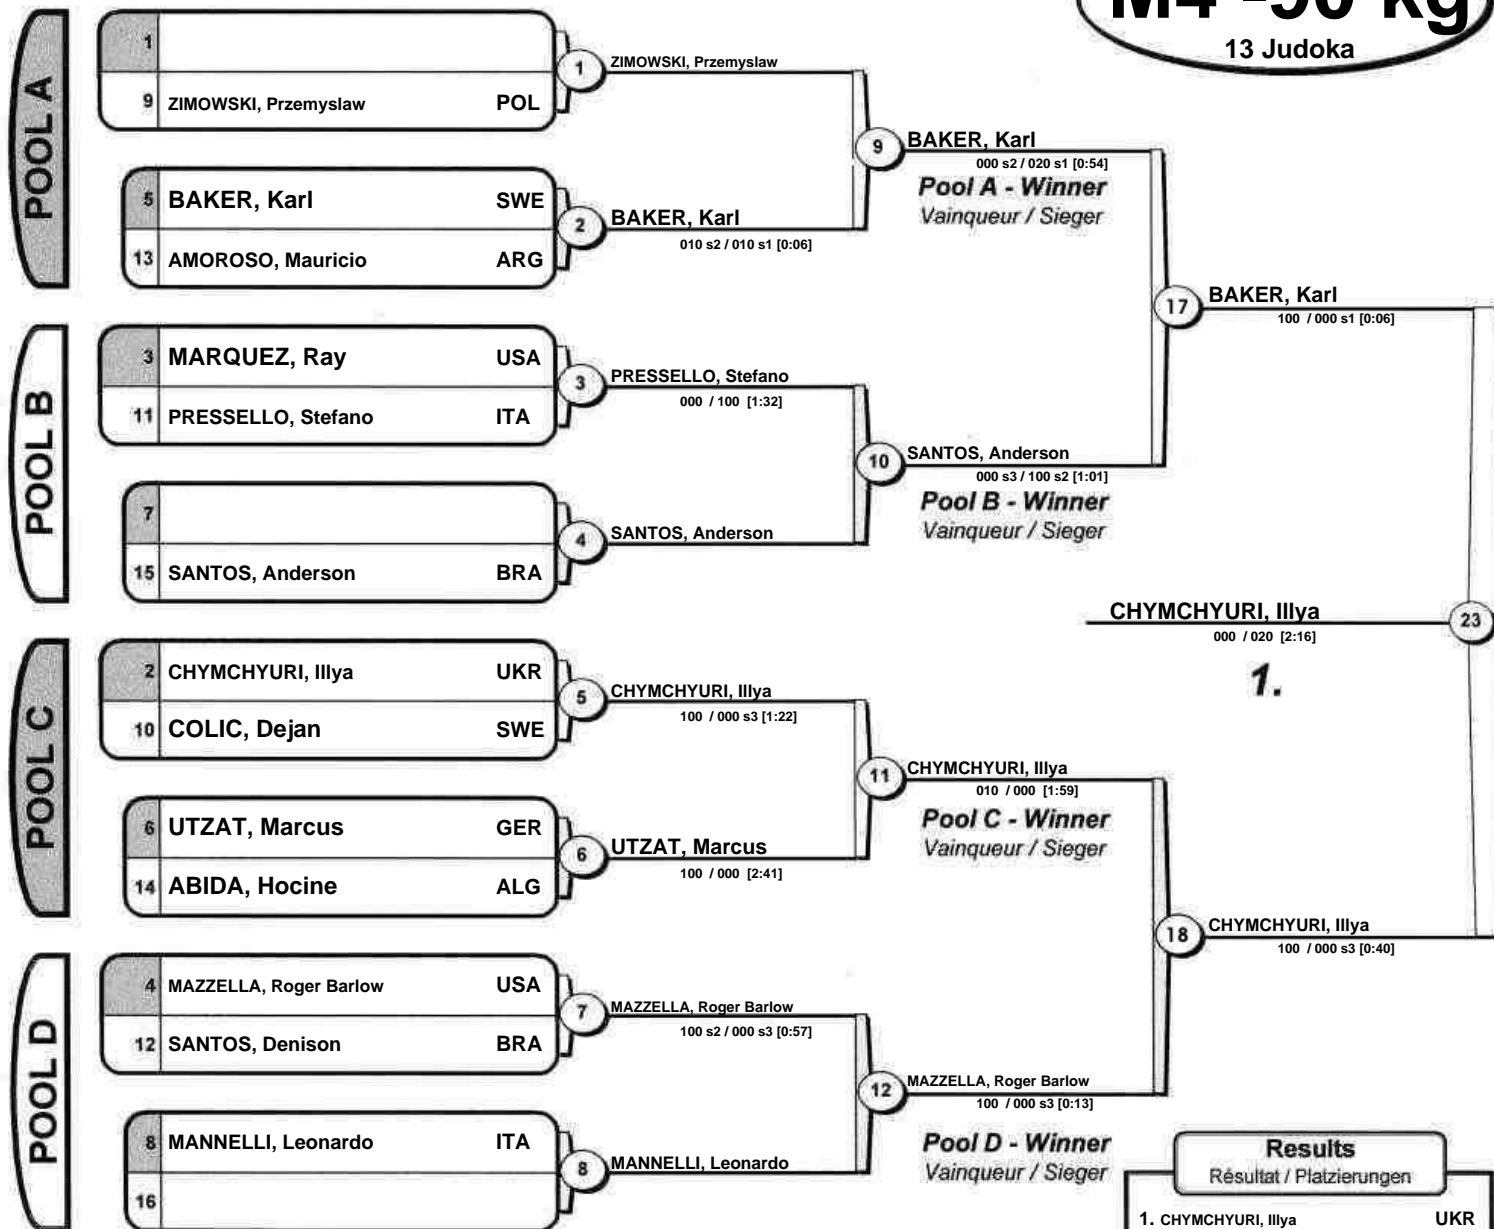 M4 -90 kg
13 Judoka
POOL A
1
9 ZIMOWSKI, Przemyslaw POL
5 BAKER, Karl SWE
13 AMOROSO, Mauricio ARG
1 ZIMOWSKI, Przemyslaw
2 BAKER, Karl
010 s2 / 010 s1 [0:06]
9 BAKER, Karl
000 s2 / 020 s1 [0:54]
Pool A - Winner
Vainqueur / Sieger
POOL B
3 MARQUEZ, Ray USA
11 PRESSELLO, Stefano ITA
7
15 SANTOS, Anderson BRA
3 PRESSELLO, Stefano
000 / 100 [1:32]
4 SANTOS, Anderson
10 SANTOS, Anderson
000 s3 / 100 s2 [1:01]
Pool B - Winner
Vainqueur / Sieger
17 BAKER, Karl
100 / 000 s1 [0:06]
CHYMCHYURI, Illya 23
000 / 020 [2:16]
1.
POOL C
2 CHYMCHYURI, Illya UKR
10 COLIC, Dejan SWE
6 UTZAT, Marcus GER
14 ABIDA, Hocine ALG
5 CHYMCHYURI, Illya
100 / 000 s3 [1:22]
6 UTZAT, Marcus
100 / 000 [2:41]
11 CHYMCHYURI, Illya
010 / 000 [1:59]
Pool C - Winner
Vainqueur / Sieger
18 CHYMCHYURI, Illya
100 / 000 s3 [0:40]
POOL D
4 MAZZELLA, Roger Barlow USA
12 SANTOS, Denison BRA
8 MANNELLI, Leonardo ITA
16
7 MAZZELLA, Roger Barlow
100 s2 / 000 s3 [0:57]
8 MANNELLI, Leonardo
12 MAZZELLA, Roger Barlow
100 / 000 s3 [0:13]
Pool D - Winner
Vainqueur / Sieger
Results
Résultat / Platzierungen
1. CHYMCHYURI, Illya UKR